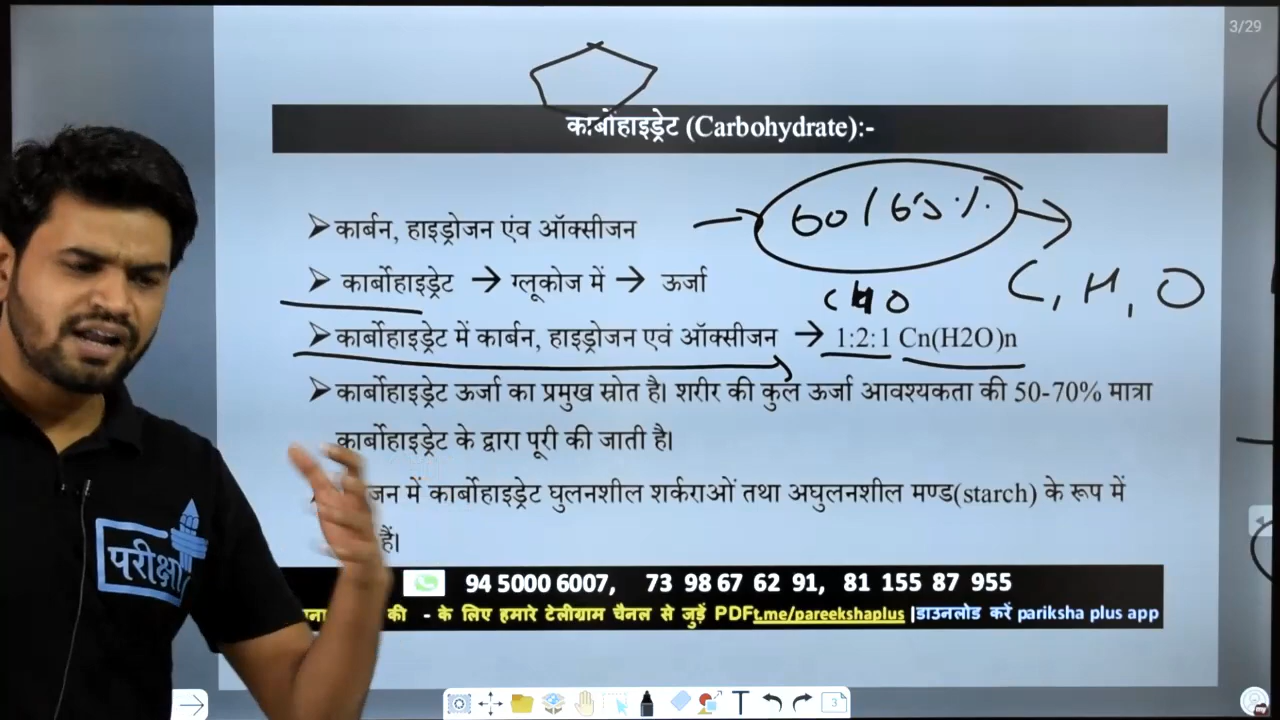 3/29
कार्बोहाइड्रेट (Carbohydrate):-
➢ कार्बन, हाइड्रोजन एंव ऑक्सीजन
60/65%
C, H, O
➢ कार्बोहाइड्रेट → ग्लूकोज में → ऊर्जा
CHO
➢ कार्बोहाइड्रेट में कार्बन, हाइड्रोजन एवं ऑक्सीजन → 1:2:1 Cn(H2O)n
➢ कार्बोहाइड्रेट ऊर्जा का प्रमुख स्रोत है। शरीर की कुल ऊर्जा आवश्यकता की 50-70% मात्रा
कार्बोहाइड्रेट के द्वारा पूरी की जाती है।
में कार्बोहाइड्रेट घुलनशील शर्कराओं तथा अघुलनशील मण्ड(starch) के रूप में
हैं।
परीक्षा
94 5000 6007, 73 98 67 62 91, 81 155 87 955
की - के लिए हमारे टेलीग्राम चैनल से जुड़ें PDFt.me/pareekshaplus |डाउनलोड करें pariksha plus app
T
3